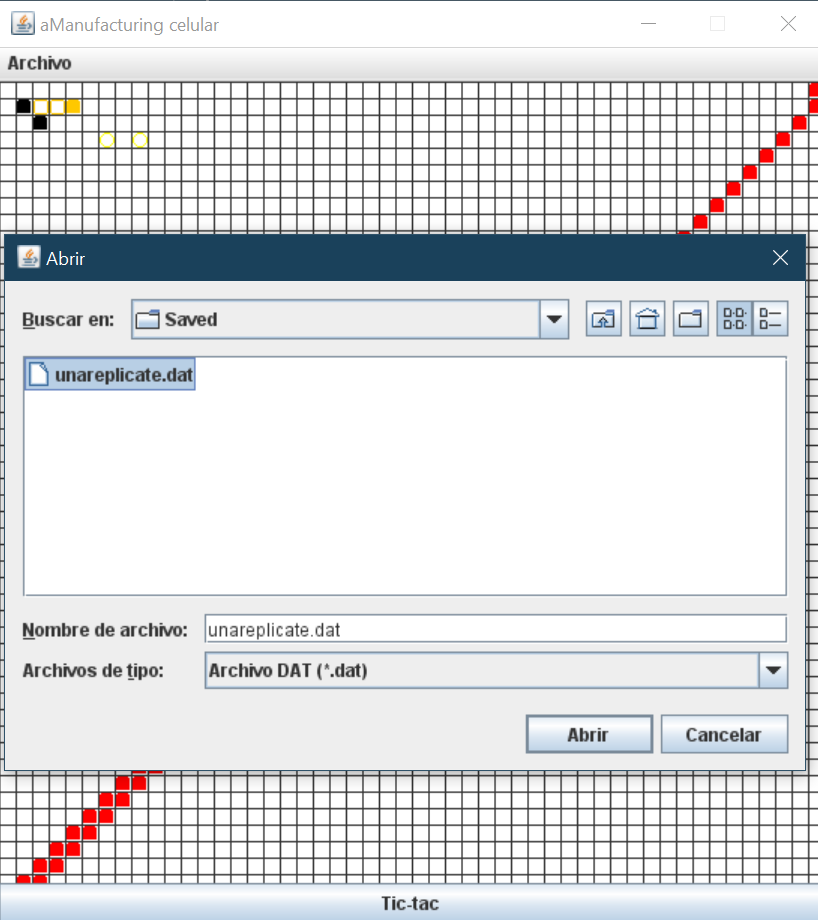 aManufacturing celular
Archivo
Abrir
Buscar en: Saved
unareplicate.dat
Nombre de archivo: unareplicate.dat
Archivos de tipo: Archivo DAT (*.dat)
Abrir Cancelar
Tic-tac